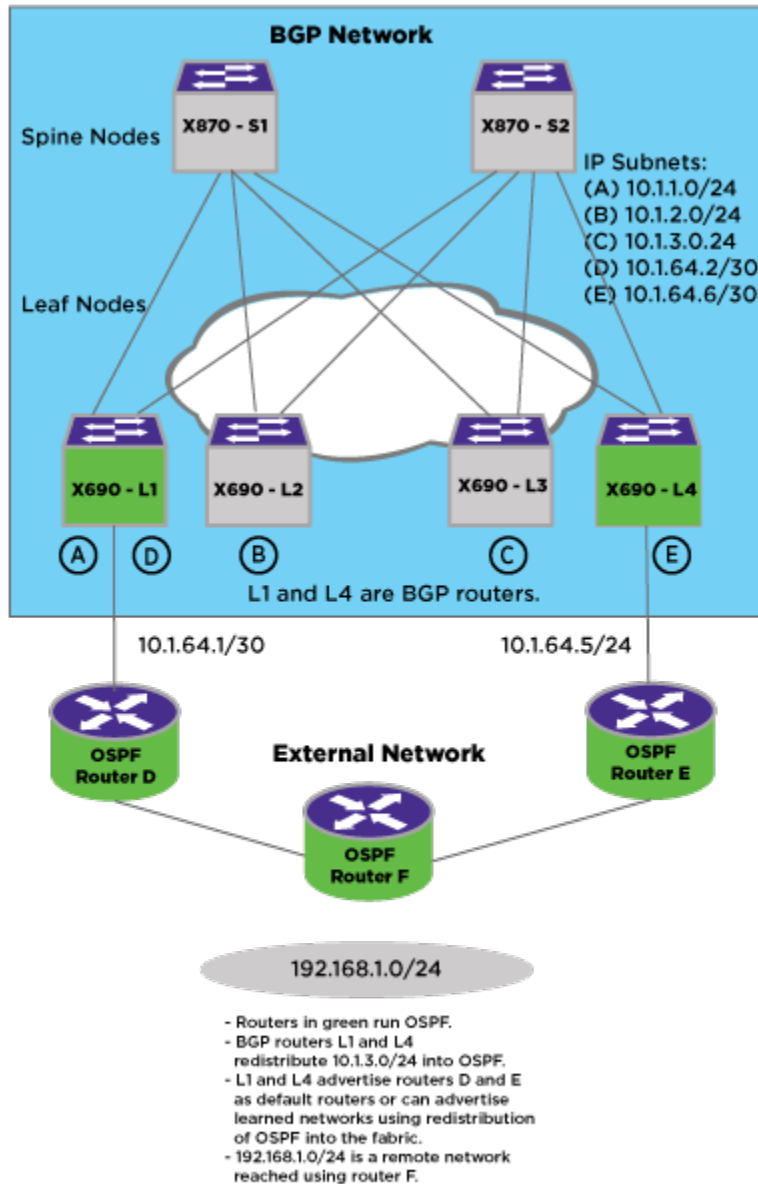 BGP Network
X870 - S1
X870 - S2
Spine Nodes
IP Subnets:
(A) 10.1.1.0/24
(B) 10.1.2.0/24
(C) 10.1.3.0.24
(D) 10.1.64.2/30
(E) 10.1.64.6/30
Leaf Nodes
X690 - L1
X690 - L2
X690 - L3
X690 - L4
A
D
B
C
E
L1 and L4 are BGP routers.
10.1.64.1/30
10.1.64.5/24
OSPF
Router D
External Network
OSPF
Router E
OSPF
Router F
192.168.1.0/24
- Routers in green run OSPF.
- BGP routers L1 and L4
redistribute 10.1.3.0/24 into OSPF.
- L1 and L4 advertise routers D and E
as default routers or can advertise
learned networks using redistribution
of OSPF into the fabric.
- 192.168.1.0/24 is a remote network
reached using router F.